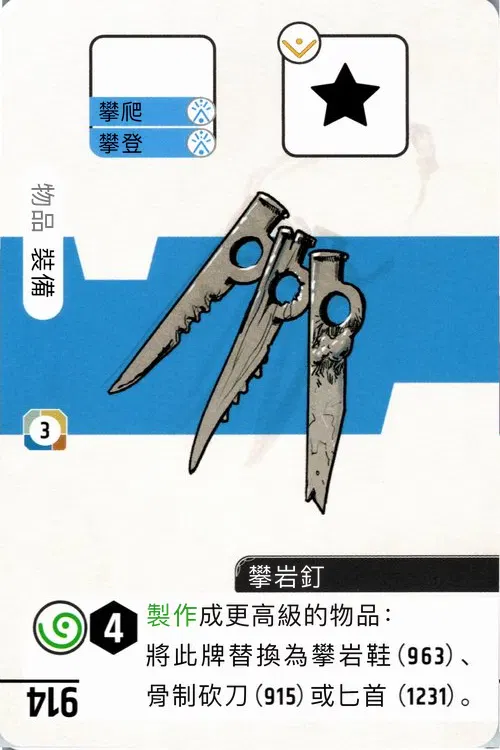 攀爬
攀登
物品 裝備
3
攀岩釘
4 製作成更高級的物品：
將此牌替換為攀岩鞋（963）、
骨制砍刀（915）或匕首（1231）。
914